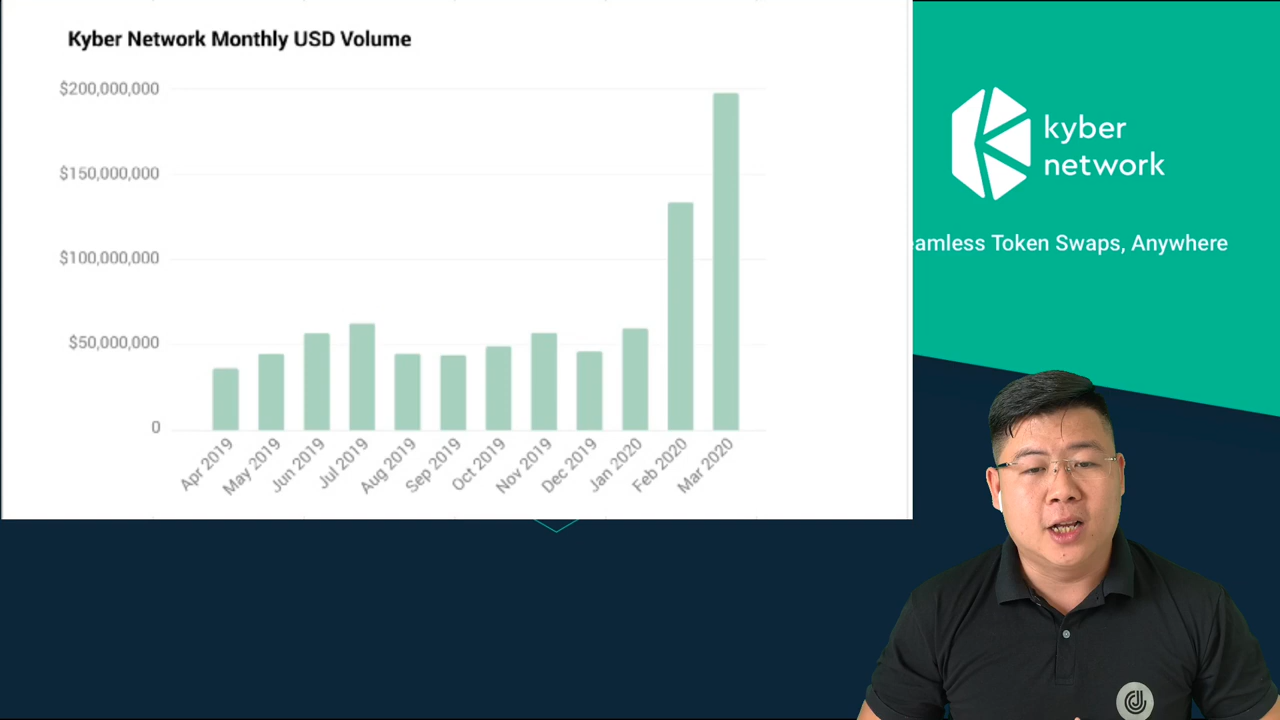 Kyber Network Monthly USD Volume
$200,000,000
$150,000,000
$100,000,000
$50,000,000
0
Apr 2019
May 2019
Jun 2019
Jul 2019
Aug 2019
Sep 2019
Oct 2019
Nov 2019
Dec 2019
Jan 2020
Feb 2020
Mar 2020
kyber
network
eamless Token Swaps, Anywhere